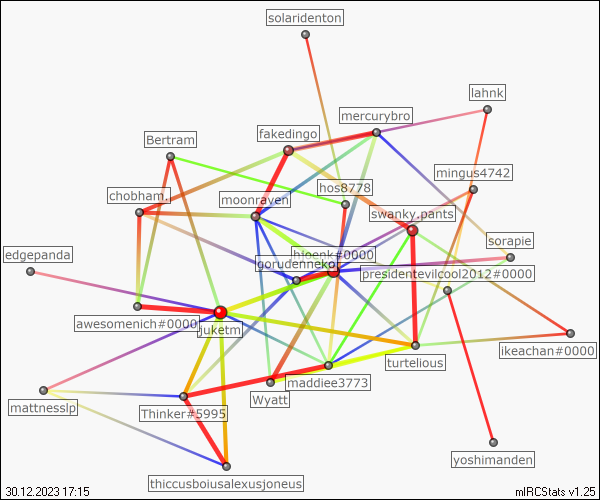 solaridenton
lahnk
mercurybro
fakedingo
Bertram
mingus4742
hos8778
chobham.
moonraven
swanky.pants
sorapie
edgepanda
hioenk#0000
gorudenneko
presidentevilcool2012#0000
awesomenich#0000
juketm
ikeachan#0000
turtelious
maddiee3773
Wyatt
mattnesslp
Thinker#5995
yoshimanden
thiccusboiusalexusjoneus
30.12.2023 17:15
mIRCStats v1.25